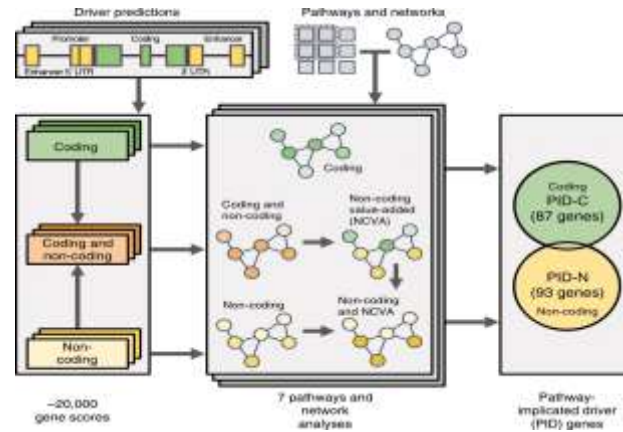 Driver predictions
Pathways and networks
Promoter
Coding
Enhancer
Enhancer 5' UTR
3' UTR
Coding
Coding and
non-coding
Non-
coding
Coding
Coding and
non-coding
Non-coding
value-added
(NCVA)
Non-coding
Non-coding
and NCVA
Coding
PID-C
(87 genes)
PID-N
(93 genes)
Non-coding
~20,000
gene scores
7 pathways and
network
analyses
Pathway-
implicated driver
(PID) genes